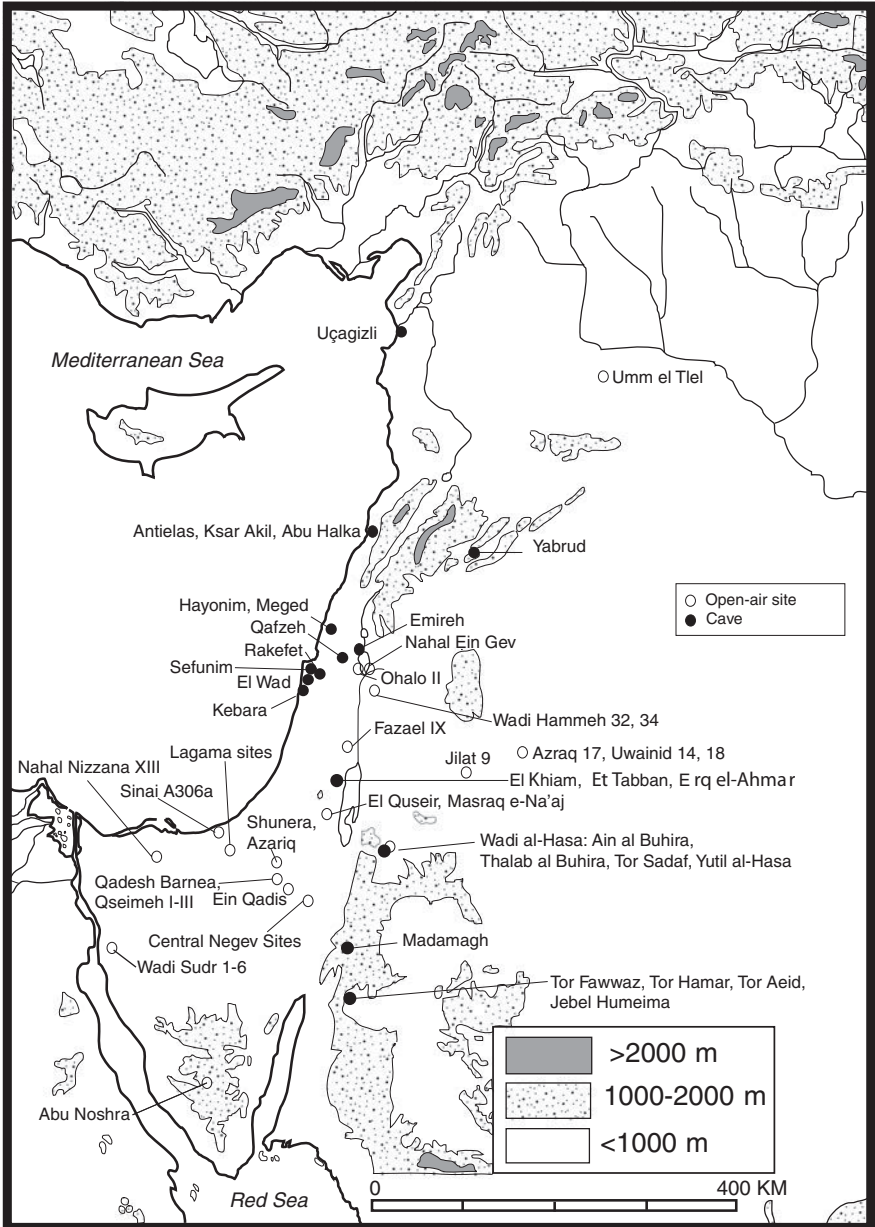 Uçagizli
Mediterranean Sea
Umm el Tlel
Antielas, Ksar Akil, Abu Halka
Yabrud
Open-air site
Cave
Hayonim, Meged
Emireh
Qafzeh
Nahal Ein Gev
Rakefet
Sefunim
Ohalo II
El Wad
Kebara
Wadi Hammeh 32, 34
Fazael IX
Lagama sites
Jilat 9
Azraq 17, Uwainid 14, 18
Nahal Nizzana XIII
El Khiam, Et Tabban, Erq el-Ahmar
Sinai A306a
El Quseir, Masraq e-Na'aj
Shunera,
Azariq
Wadi al-Hasa: Ain al Buhira,
Thalab al Buhira, Tor Sadaf, Yutil al-Hasa
Qadesh Barnea,
Qseimeh I-III
Ein Qadis
Central Negev Sites
Madamagh
Wadi Sudr 1-6
Tor Fawwaz, Tor Hamar, Tor Aeid,
Jebel Humeima
>2000 m
1000-2000 m
<1000 m
Abu Noshra
Red Sea
0
400 KM